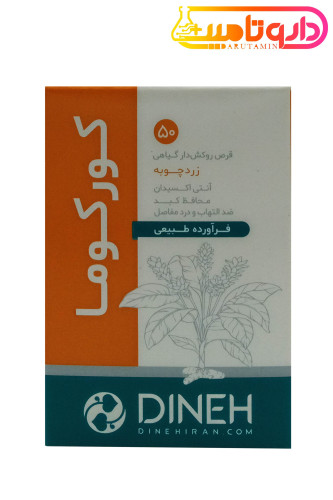 داروتامین
DARUTAMIN
کورکوما
۵۰
قرص روکش‌دار گیاهی
زردچوبه
آنتی اکسیدان
محافظ کبد
ضد التهاب و درد مفاصل
فرآورده طبیعی
DINEH
DINEHIRAN.COM